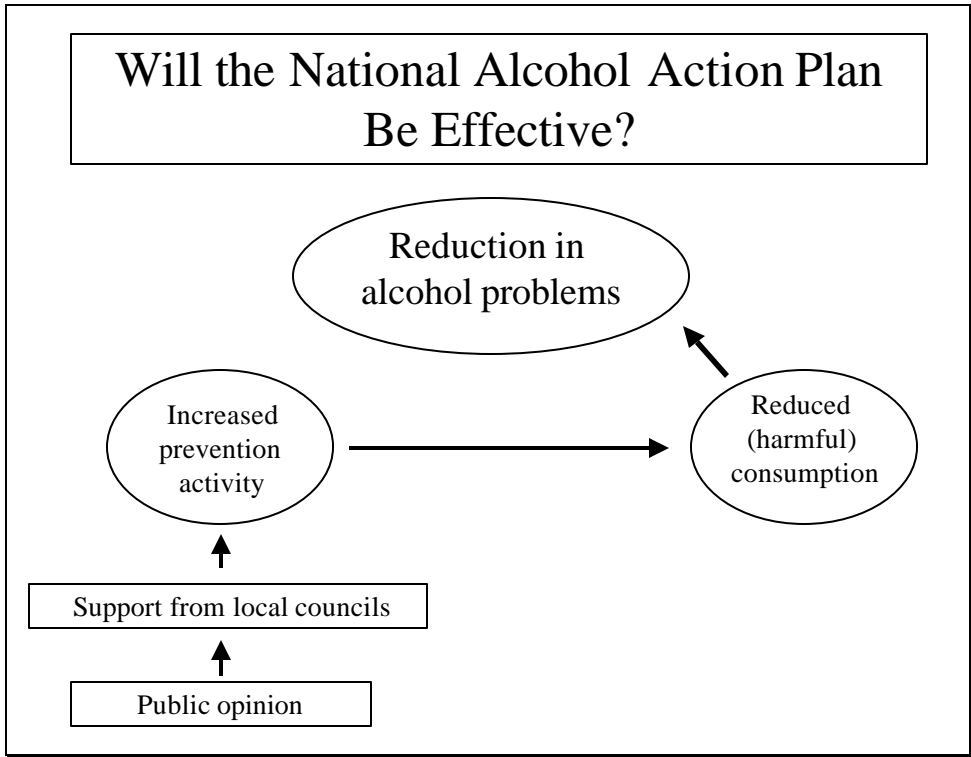 Will the National Alcohol Action Plan
Be Effective?
Reduction in
alcohol problems
Increased
prevention
activity
Reduced
(harmful)
consumption
Support from local councils
Public opinion